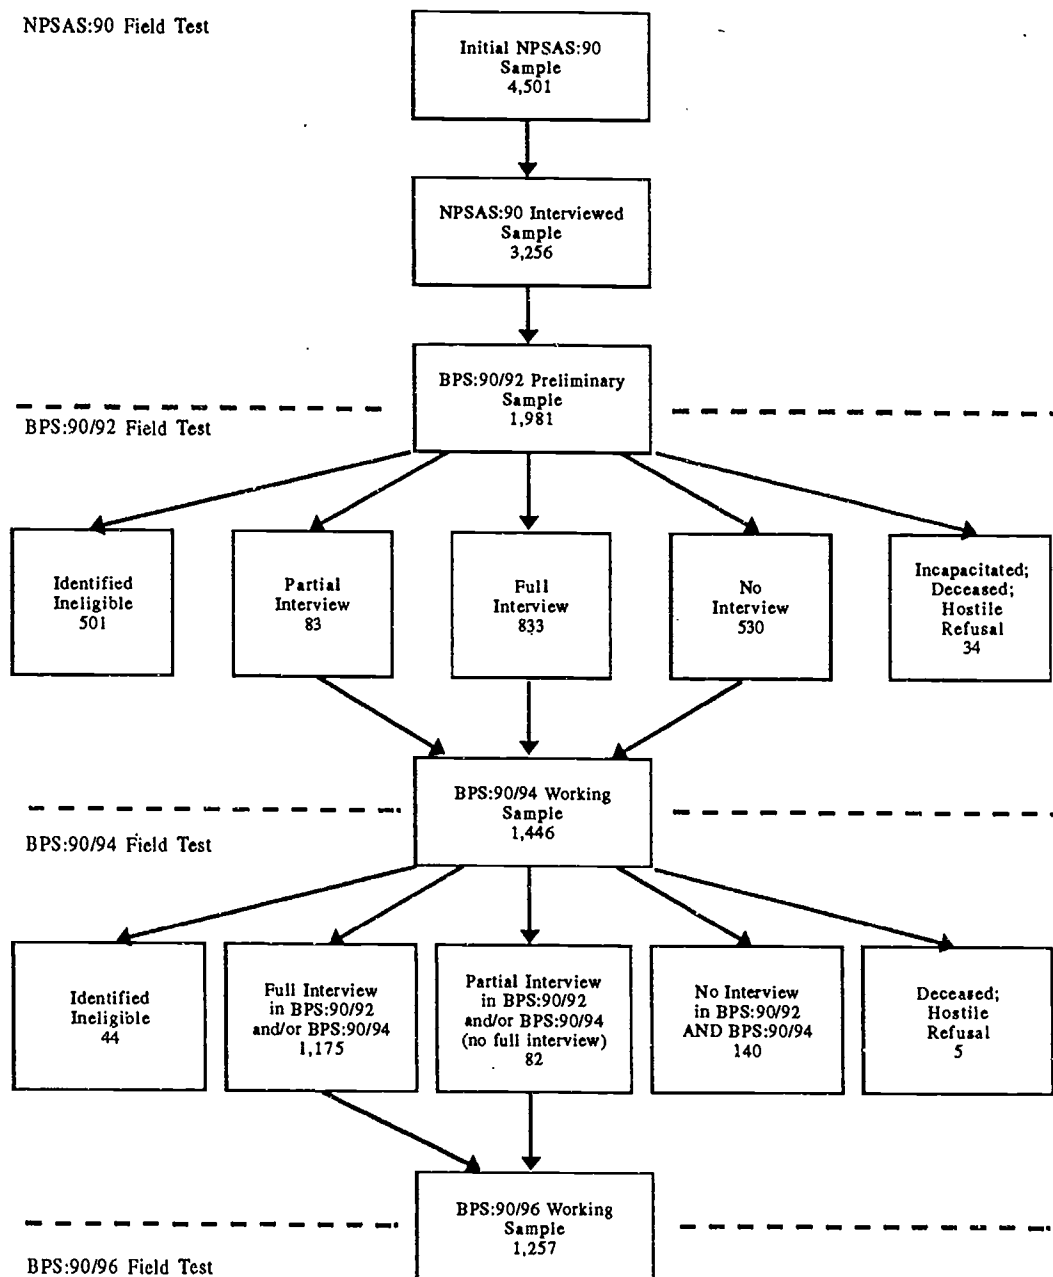 NPSAS:90 Field Test
Initial NPSAS:90
Sample
4,501
NPSAS:90 Interviewed
Sample
3,256
BPS:90/92 Preliminary
Sample
1,981
BPS:90/92 Field Test
Identified
Ineligible
501
Partial
Interview
83
Full
Interview
833
No
Interview
530
Incapacitated;
Deceased;
Hostile
Refusal
34
BPS:90/94 Working
Sample
1,446
BPS:90/94 Field Test
Identified
Ineligible
44
Full Interview
in BPS:90/92
and/or BPS:90/94
1,175
Partial Interview
in BPS:90/92
and/or BPS:90/94
(no full interview)
82
No Interview
in BPS:90/92
AND BPS:90/94
140
Deceased;
Hostile
Refusal
5
BPS:90/96 Working
Sample
1,257
BPS:90/96 Field Test